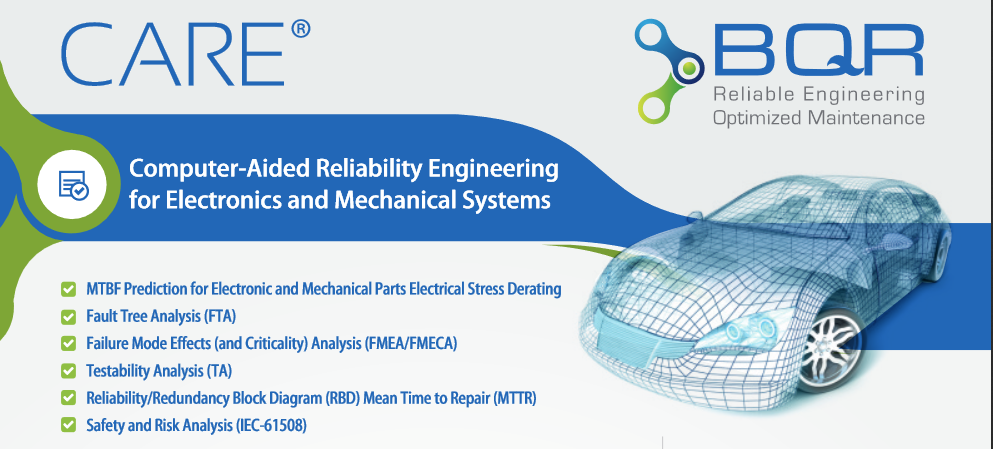 CARE®
BQR
Reliable Engineering
Optimized Maintenance
Computer-Aided Reliability Engineering
for Electronics and Mechanical Systems
MTBF Prediction for Electronic and Mechanical Parts Electrical Stress Derating
Fault Tree Analysis (FTA)
Failure Mode Effects (and Criticality) Analysis (FMEA/FMECA)
Testability Analysis (TA)
Reliability/Redundancy Block Diagram (RBD) Mean Time to Repair (MTTR)
Safety and Risk Analysis (IEC-61508)